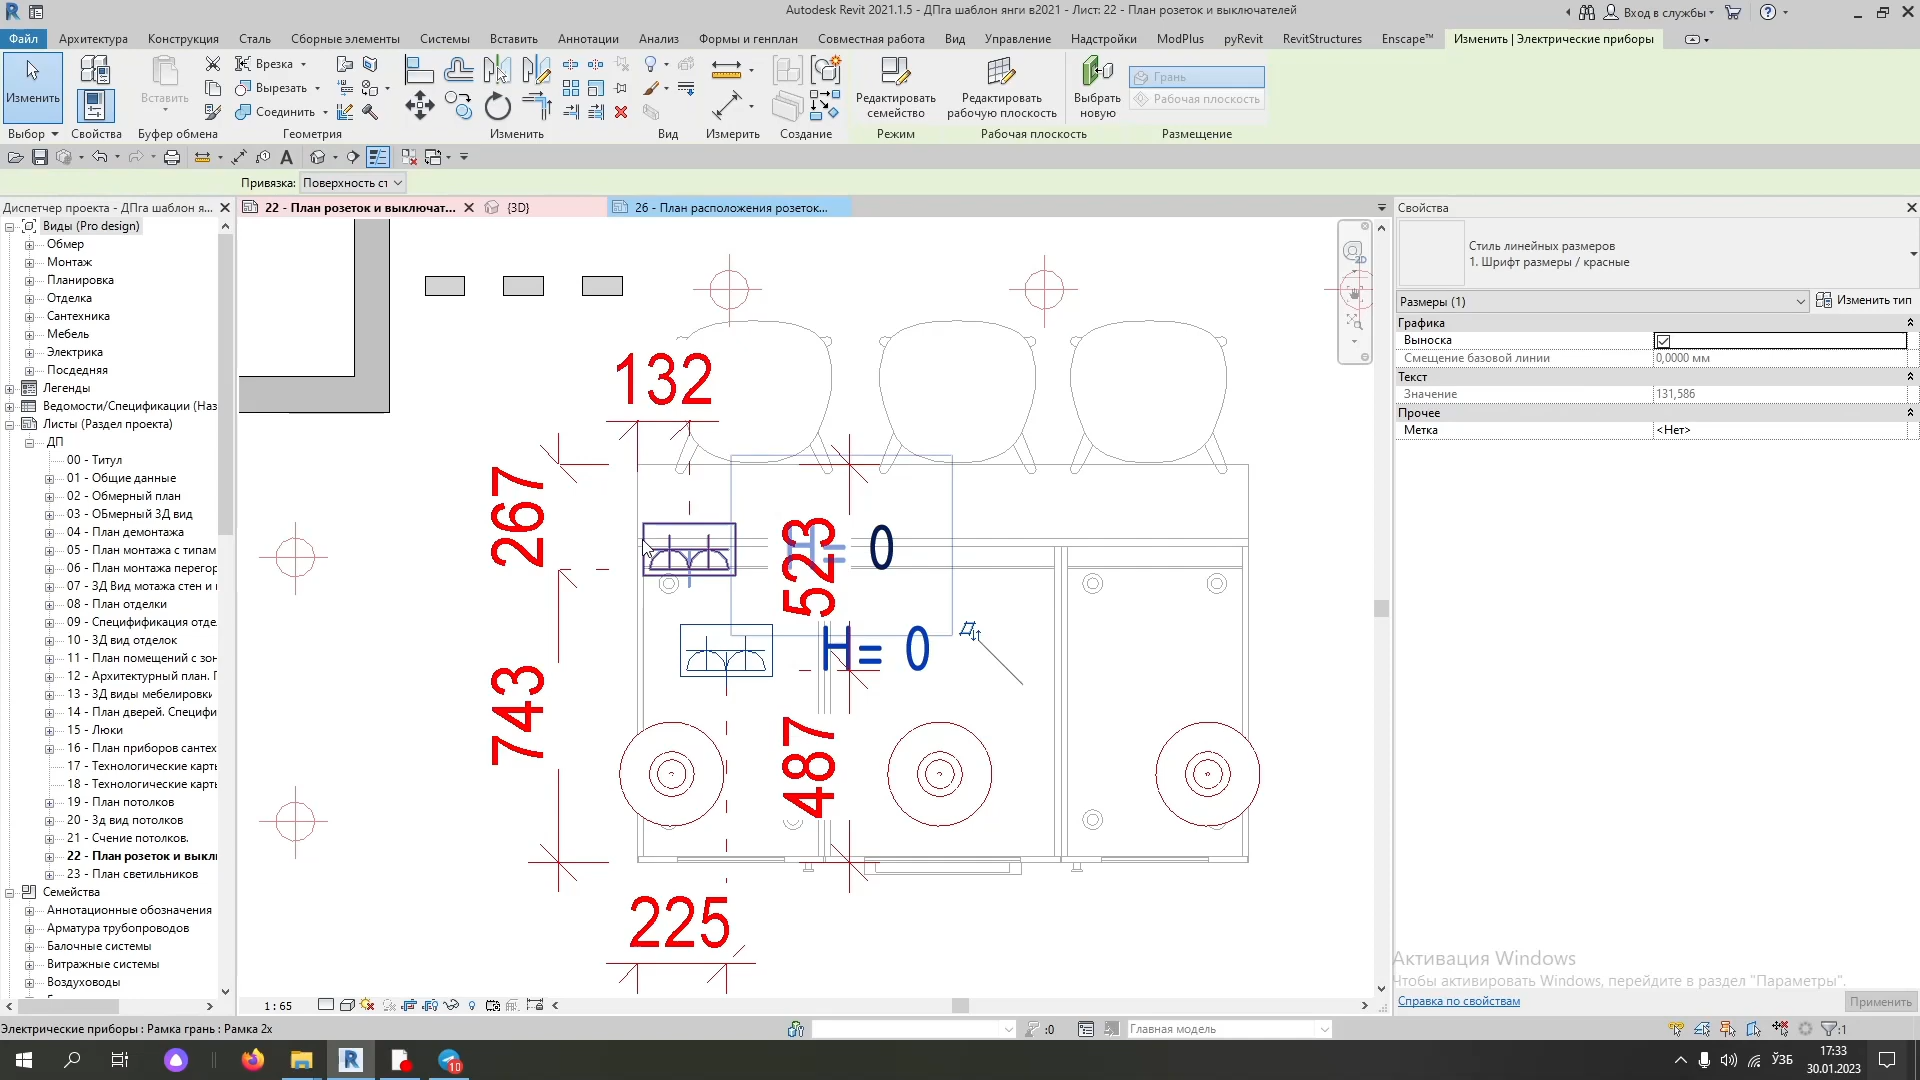 Autodesk Revit 2021.1.5 - ДПга шаблон янги в2021 - Лист: 22 - План розеток и выключателей
Вход в службы
Файл Архитектура Конструкция Сталь Сборные элементы Системы Вставить Аннотации Анализ Формы и генплан Совместная работа Вид Управление Надстройки ModPlus pyRevit RevitStructures Enscape™ Изменить | Электрические приборы
Изменить
Вставить
Врезка
Вырезать
Соединить
Редактировать
Редактировать
рабочую плоскость
Выбрать
новую
Грань
Рабочая плоскость
Выбор Свойства Буфер обмена Геометрия Изменить Вид Измерить Создание Режим Рабочая плоскость Размещение
Привязка: Поверхность ст
Диспетчер проекта - ДПга шаблон я...
22 - План розеток и выключат...
{3D}
26 - План расположения розеток...
Свойства
Виды (Pro design)
Обмер
Монтаж
Планировка
Отделка
Сантехника
Мебель
Электрика
Посдедняя
Легенды
Ведомости/Спецификации (Наз
Листы (Раздел проекта)
ДП
00 - Титул
01 - Общие данные
02 - Обмерный план
03 - ОБмерный 3Д вид
04 - План демонтажа
05 - План монтажа с типам
06 - План монтажа перегор
07 - 3Д Вид мотажа стен и
08 - План отделки
09 - Спецификация отде
10 - 3Д вид отделок
11 - План помещений с зон
12 - Архитектурный план. Г
13 - 3Д виды мебелировки
14 - План дверей. Специфи
15 - Люки
16 - План приборов сантех
17 - Технологические карты
18 - Технологические карты
19 - План потолков
20 - 3д вид потолков
21 - Счение потолков.
22 - План розеток и выкл
23 - План светильников
Семейства
Аннотационные обозначения
Арматура трубопроводов
Балочные системы
Витражные системы
Воздуховоды
132
267
743
523
487
225
H= 0
H= 0
2D
Стиль линейных размеров
1. Шрифт размеры / красные
Размеры (1)
Изменить тип
Графика
Выноска
Смещение базовой линии 0,0000 мм
Текст
Значение 131,586
Прочее
Метка <Нет>
Активация Windows
Чтобы активировать Windows, перейдите в раздел "Параметры".
Справка по свойствам
Применить
1 : 65
Электрические приборы : Рамка грань : Рамка 2x
:0
Главная модель
:1
10
ЎЗБ
17:33
30.01.2023